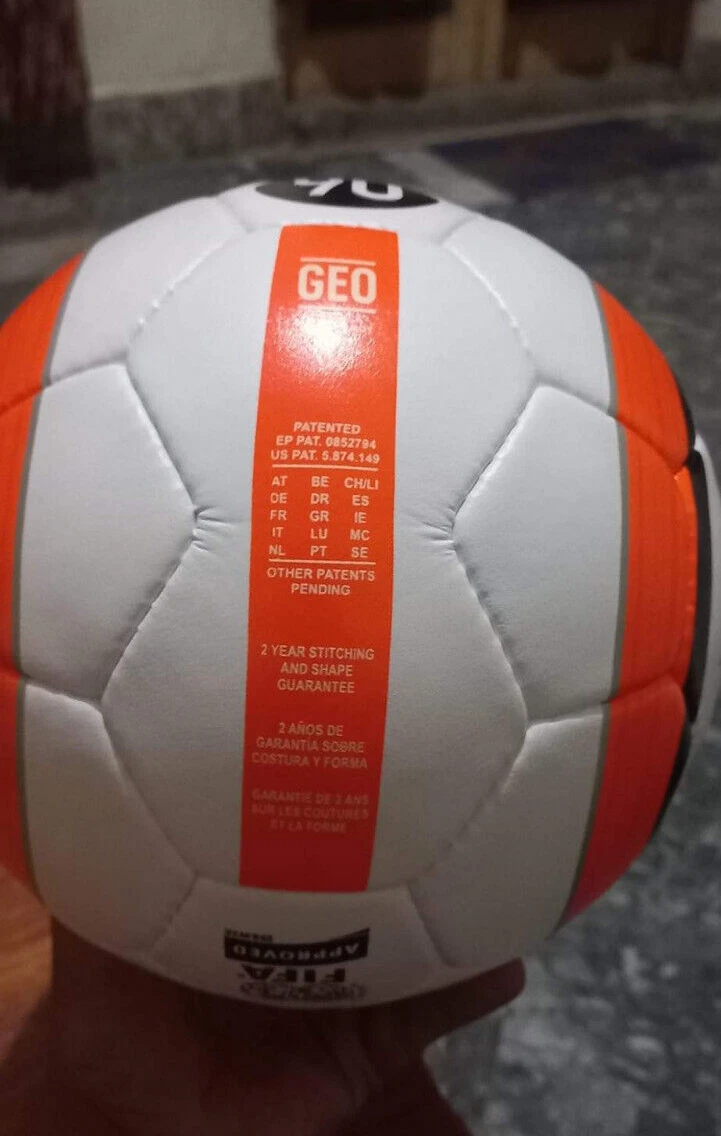 GEO
PATENTED
EP PAT. 0852794
US PAT. 5.874.149
AT BE CH/LI
DE DR ES
FR GR IE
IT LU MC
NL PT SE
OTHER PATENTS
PENDING
2 YEAR STITCHING
AND SHAPE
GUARANTEE
2 AÑOS DE
GARANTIA SOBRE
COSTURA Y FORMA
GARANTIE DE 2 ANS
SUR LES COUTURES
ET LA FORME
APPROVED
FIFA